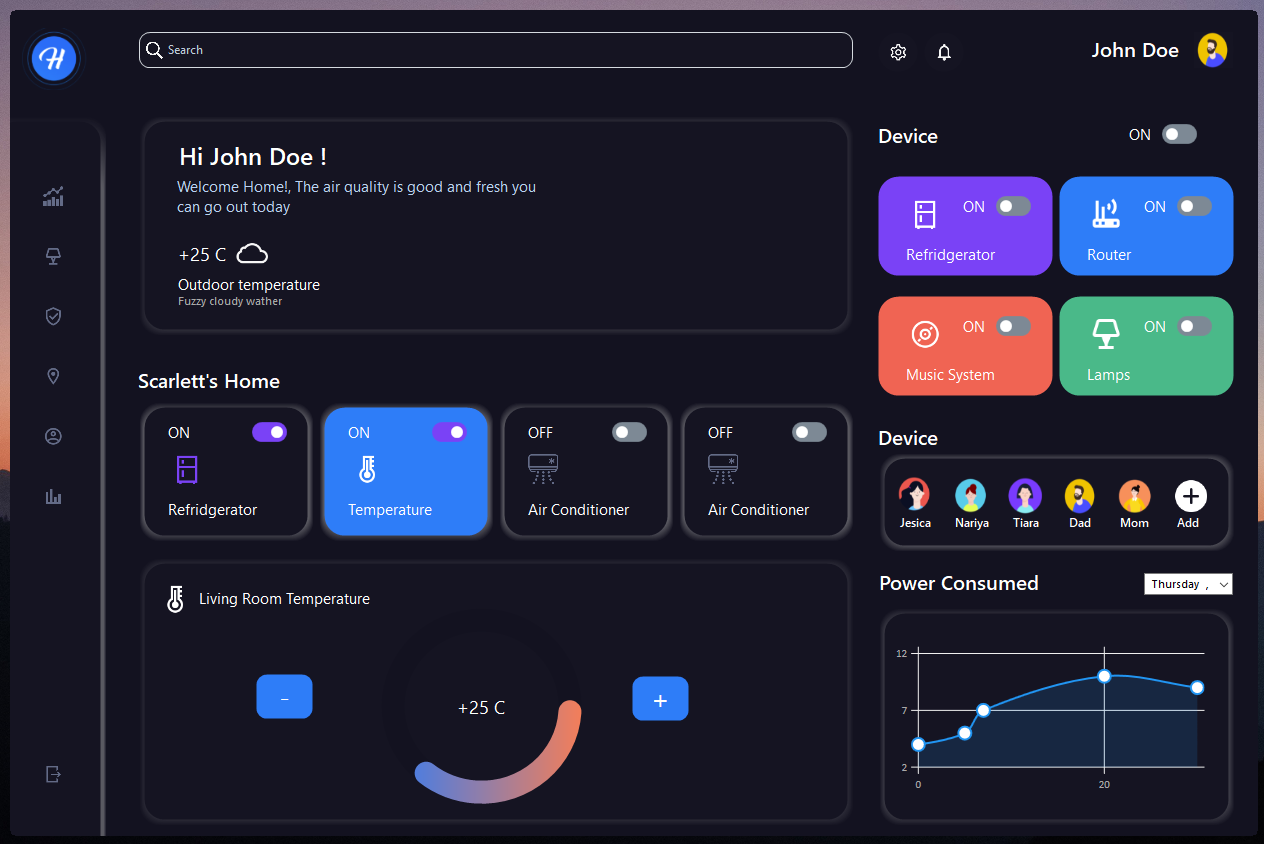 H
Search
John Doe
Hi John Doe !
Welcome Home!, The air quality is good and fresh you
can go out today
+25 C
Outdoor temperature
Fuzzy cloudy wather
Device
ON
ON
Refridgerator
ON
Router
ON
Music System
ON
Lamps
Scarlett's Home
ON
Refridgerator
ON
Temperature
OFF
Air Conditioner
OFF
Air Conditioner
Device
Jesica
Nariya
Tiara
Dad
Mom
Add
Living Room Temperature
-
+25 C
+
Power Consumed
Thursday ,
12
7
2
0
20